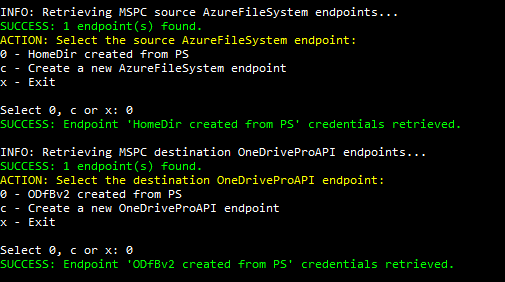 INFO: Retrieving MSPC source AzureFileSystem endpoints...
SUCCESS: 1 endpoint(s) found.
ACTION: Select the source AzureFileSystem endpoint:
0 - HomeDir created from PS
c - Create a new AzureFileSystem endpoint
x - Exit
Select 0, c or x: 0
SUCCESS: Endpoint 'HomeDir created from PS' credentials retrieved.
INFO: Retrieving MSPC destination OneDriveProAPI endpoints...
SUCCESS: 1 endpoint(s) found.
ACTION: Select the destination OneDriveProAPI endpoint:
0 - ODfBv2 created from PS
c - Create a new OneDriveProAPI endpoint
x - Exit
Select 0, c or x: 0
SUCCESS: Endpoint 'ODfBv2 created from PS' credentials retrieved.